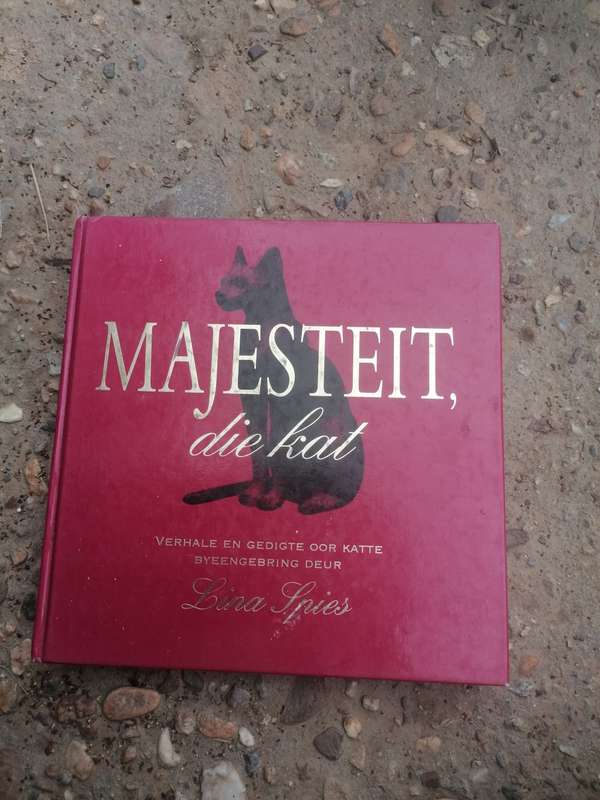 MAJESTEIT,
die kat
VERHALE EN GEDIGTE OOR KATTE
BYEENGEBRING DEUR
Lina Spies